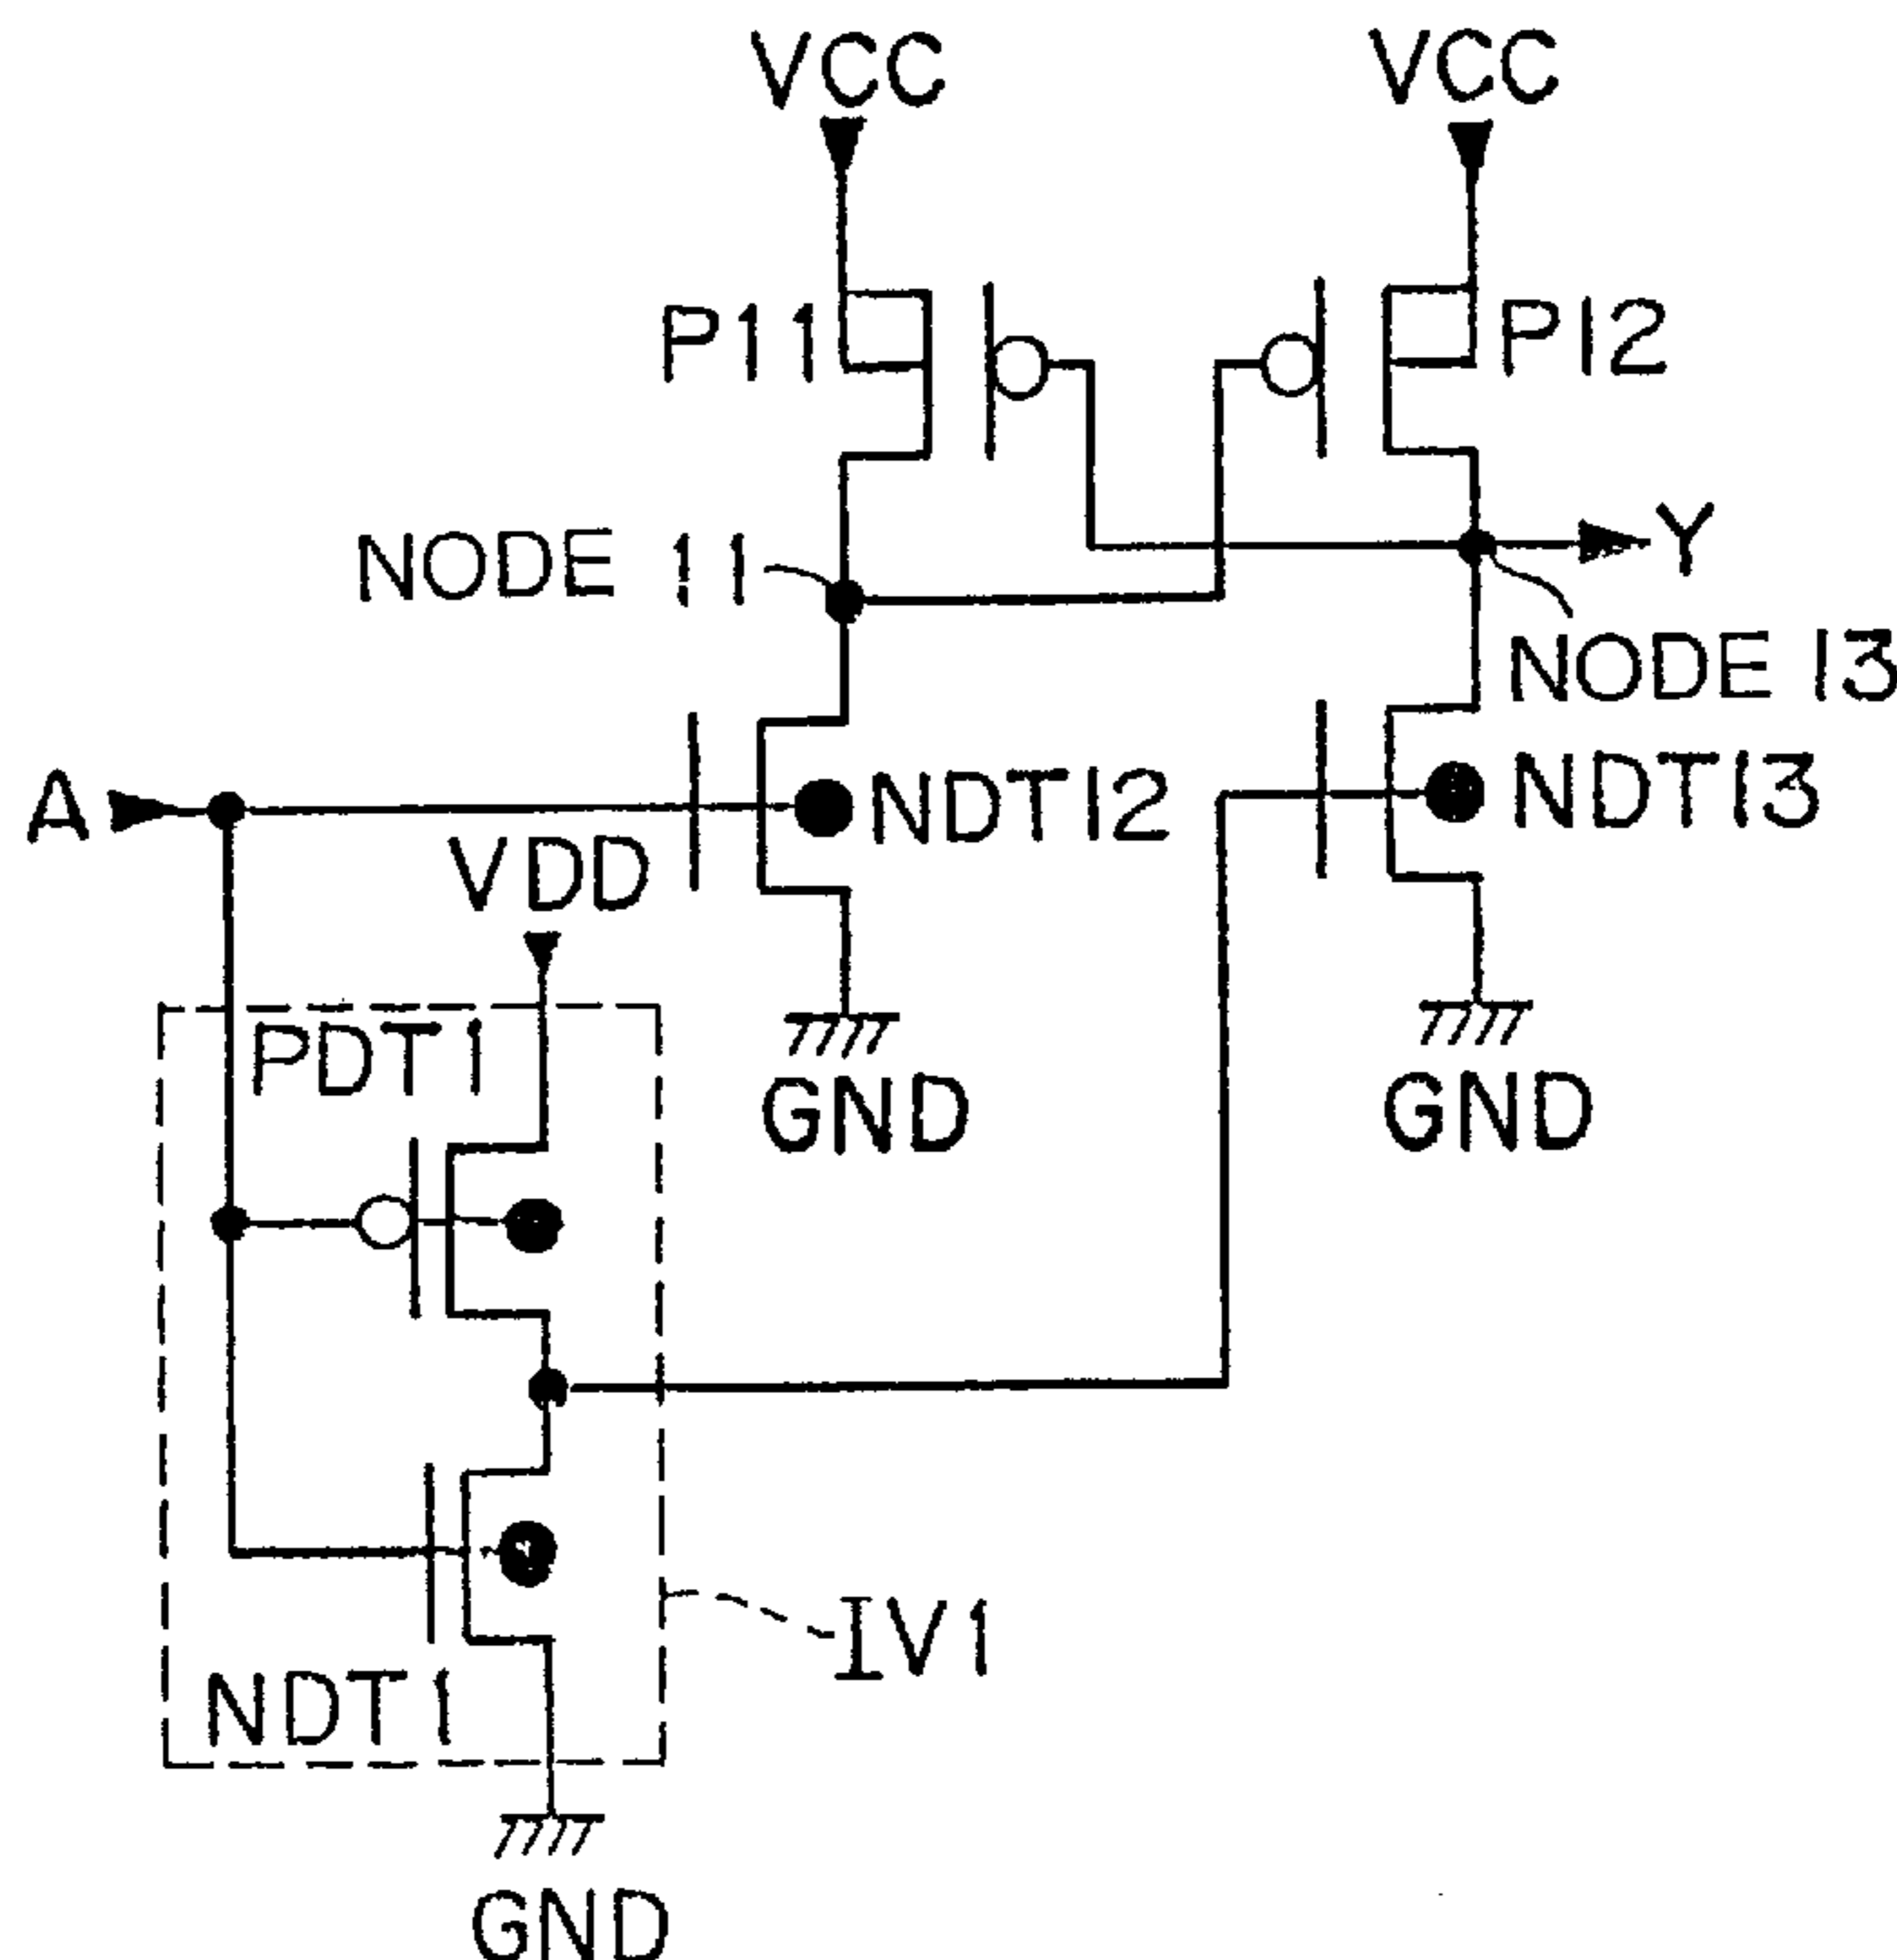 VCC
VCC
P11
P12
NODE 11
Y
NODE 13
A
NDT12
NDT13
VDD
PDT1
GND
GND
IV1
NDT1
GND